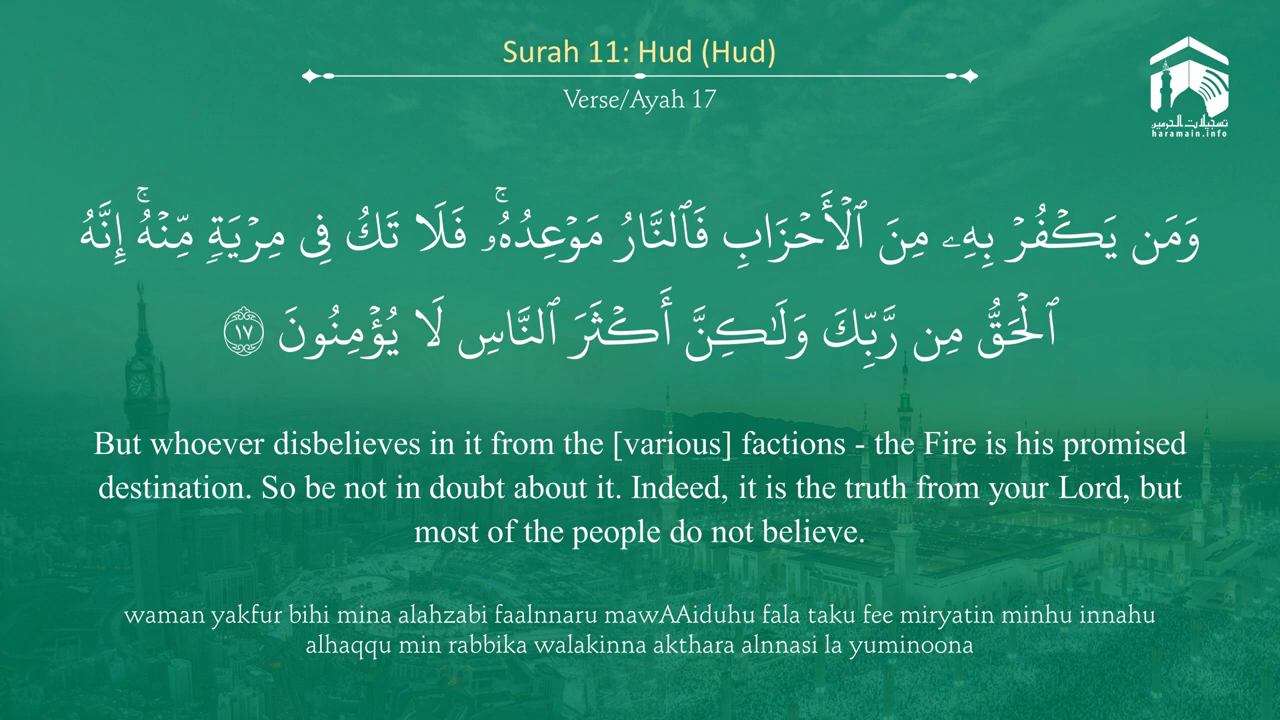 Surah 11: Hud (Hud)
Verse/Ayah 17
تسجيلات الحرمين
haramain.info
وَمَن يَكۡفُرۡ بِهِۦ مِنَ ٱلۡأَحۡزَابِ فَٱلنَّارُ مَوۡعِدُهُۥۚ فَلَا تَكُ فِي مِرۡيَةٖ مِّنۡهُۚ إِنَّهُ
ٱلۡحَقُّ مِن رَّبِّكَ وَلَٰكِنَّ أَكۡثَرَ ٱلنَّاسِ لَا يُؤۡمِنُونَ ١٧
But whoever disbelieves in it from the [various] factions - the Fire is his promised
destination. So be not in doubt about it. Indeed, it is the truth from your Lord, but
most of the people do not believe.
waman yakfur bihi mina alahzabi faalnnaru mawAAiduhu fala taku fee miryatin minhu innahu
alhaqqu min rabbika walakinna akthara alnnasi la yuminoona